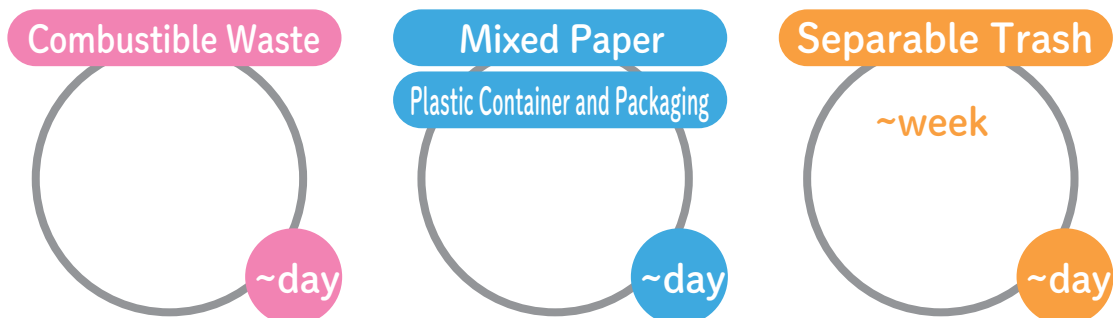 Combustible Waste
~day
Mixed Paper
Plastic Container and Packaging
~day
Separable Trash
~week
~day